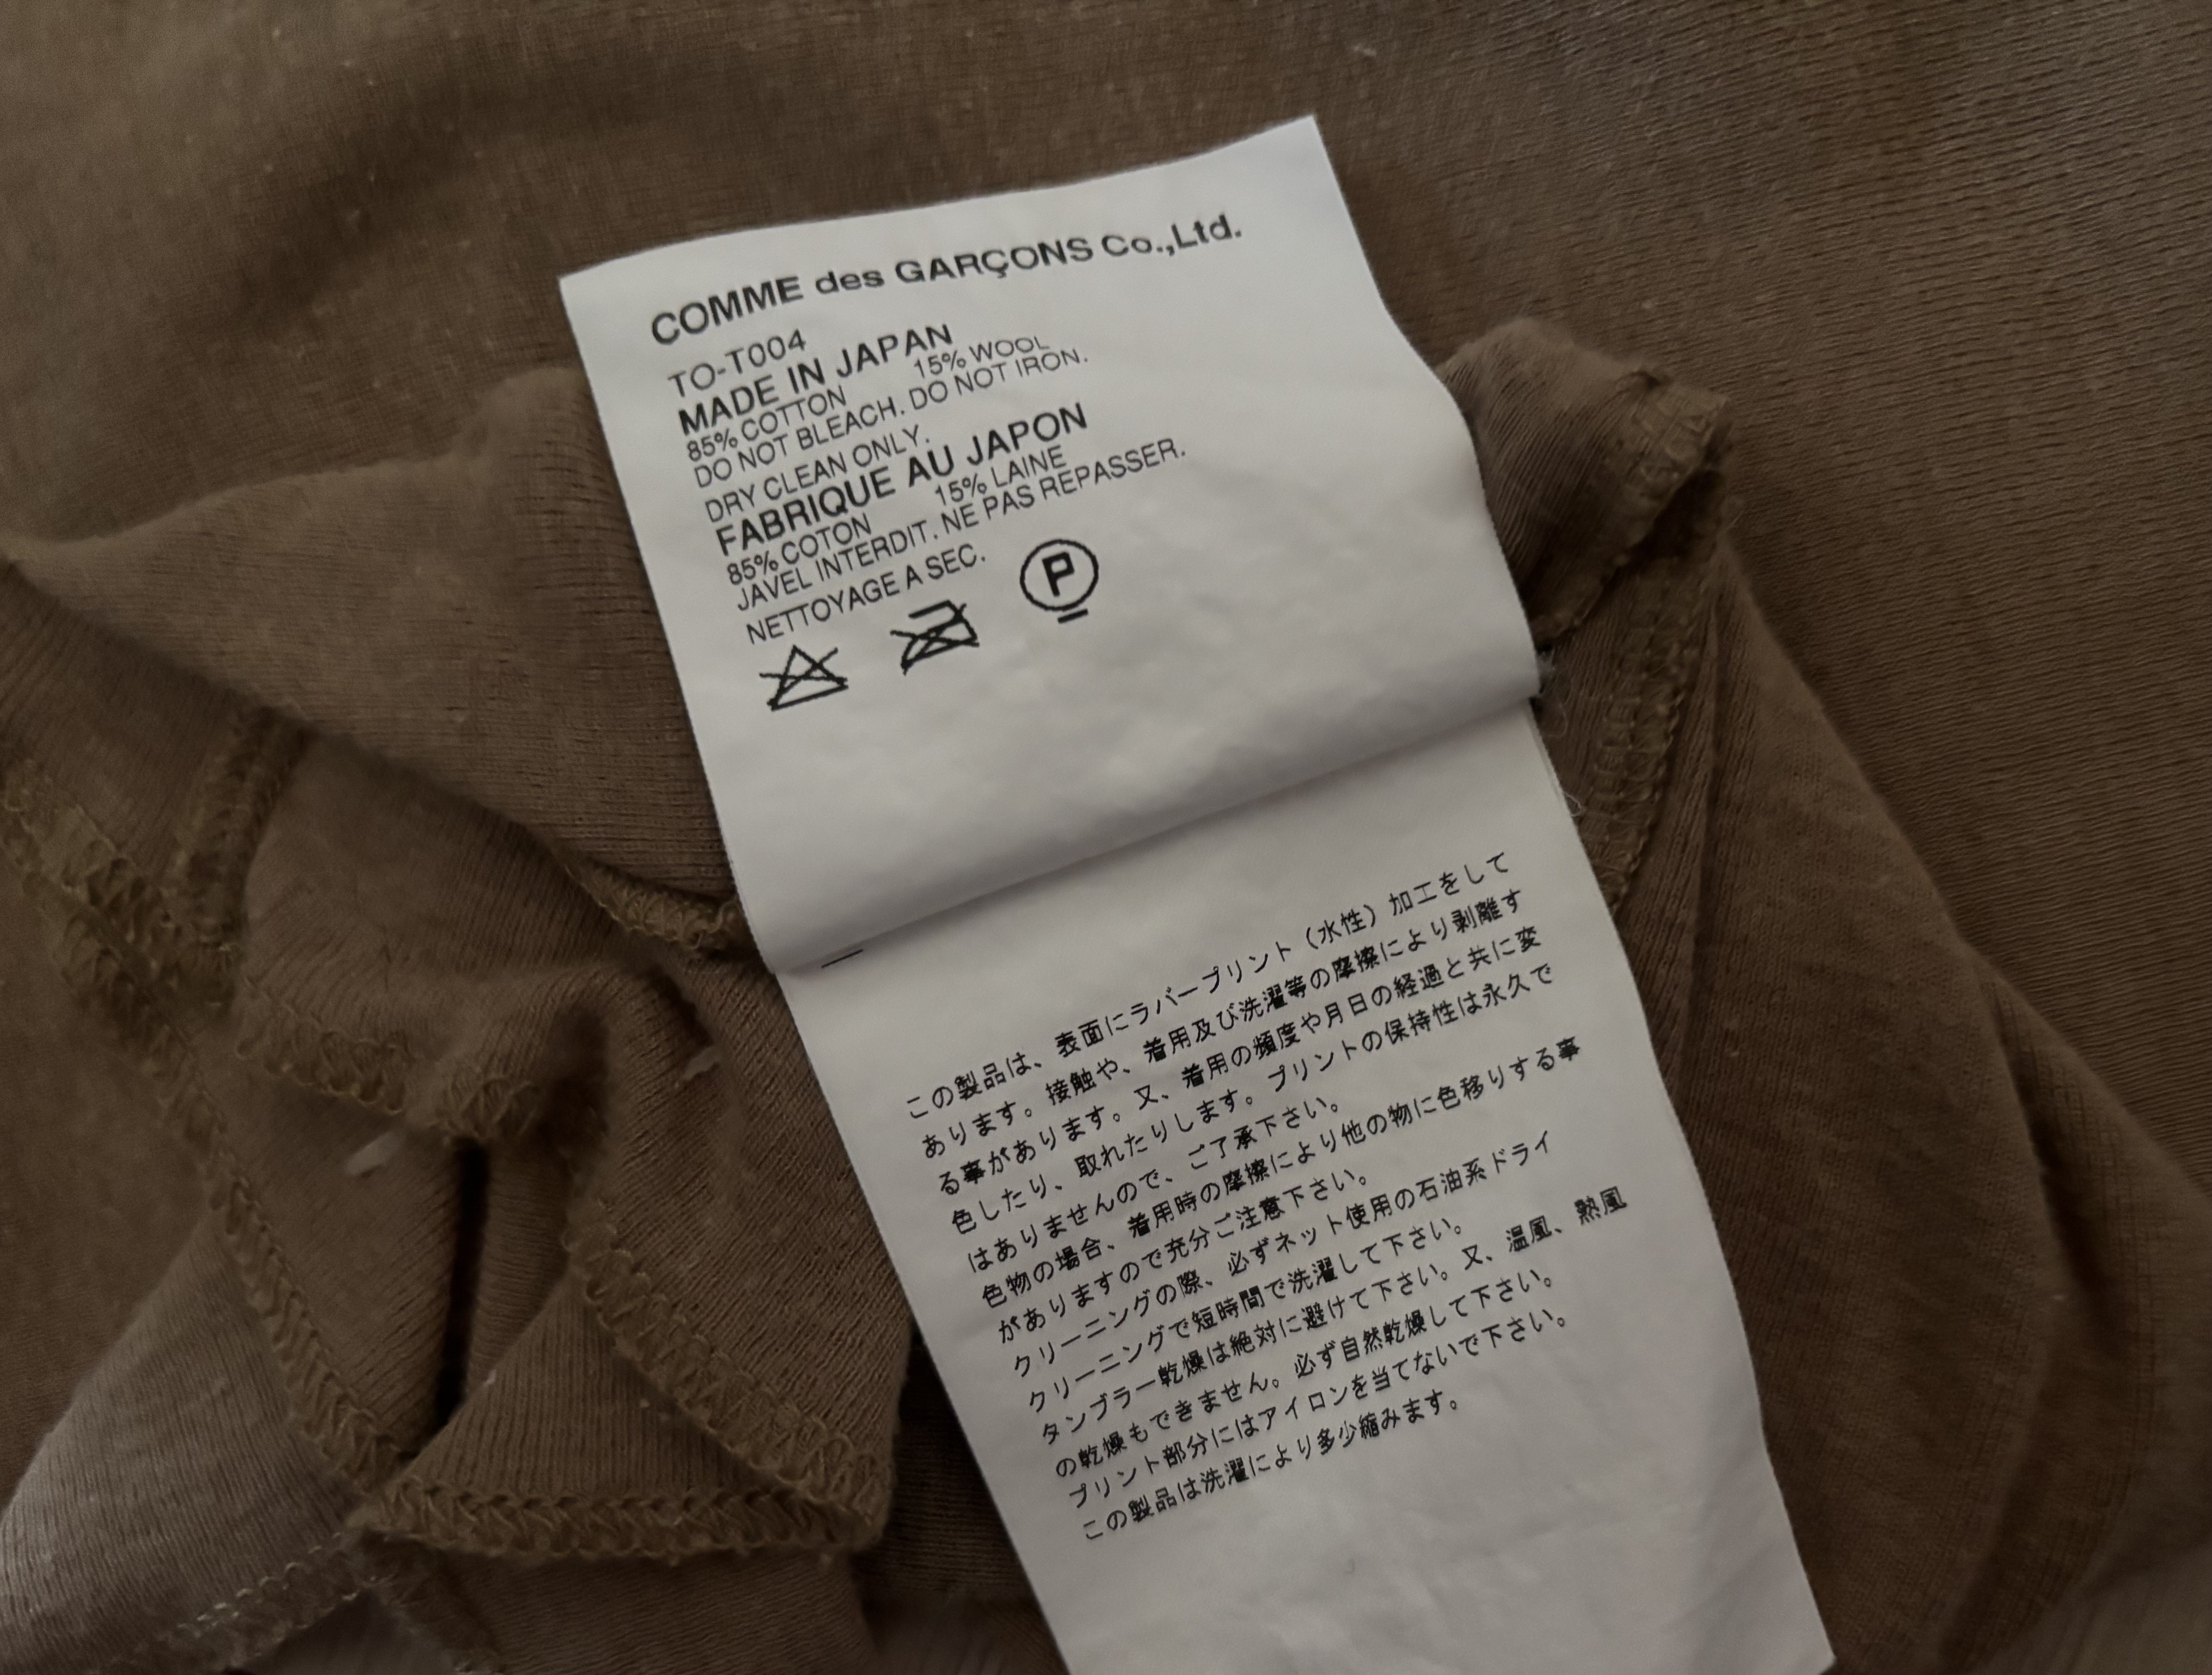 COMME des GARÇONS Co.,Ltd.
TO-T004
MADE IN JAPAN
85% COTTON 15% WOOL
DO NOT BLEACH. DO NOT IRON.
DRY CLEAN ONLY.
FABRIQUE AU JAPON
85% COTON 15% LAINE
JAVEL INTERDIT. NE PAS REPASSER.
NETTOYAGE A SEC.
P
この製品は、表面にラバープリント（水性）加工をして
あります。接触や、着用及び洗濯等の摩擦により剥離す
る事があります。又、着用の頻度や月日の経過と共に変
色したり、取れたりします。プリントの保持性は永久で
はありませんので、ご了承下さい。
色物の場合、着用時の摩擦により他の物に色移りする事
がありますので充分ご注意下さい。
クリーニングの際、必ずネット使用の石油系ドライ
クリーニングで短時間で洗濯して下さい。
タンブラー乾燥は絶対に避けて下さい。又、温風、熱風
の乾燥もできません。必ず自然乾燥して下さい。
プリント部分にはアイロンを当てないで下さい。
この製品は洗濯により多少縮みます。